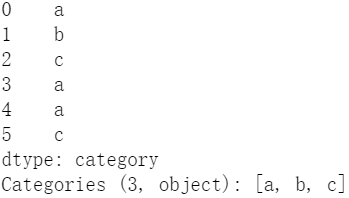 0    a
1    b
2    c
3    a
4    a
5    c
dtype: category
Categories (3, object): [a, b, c]